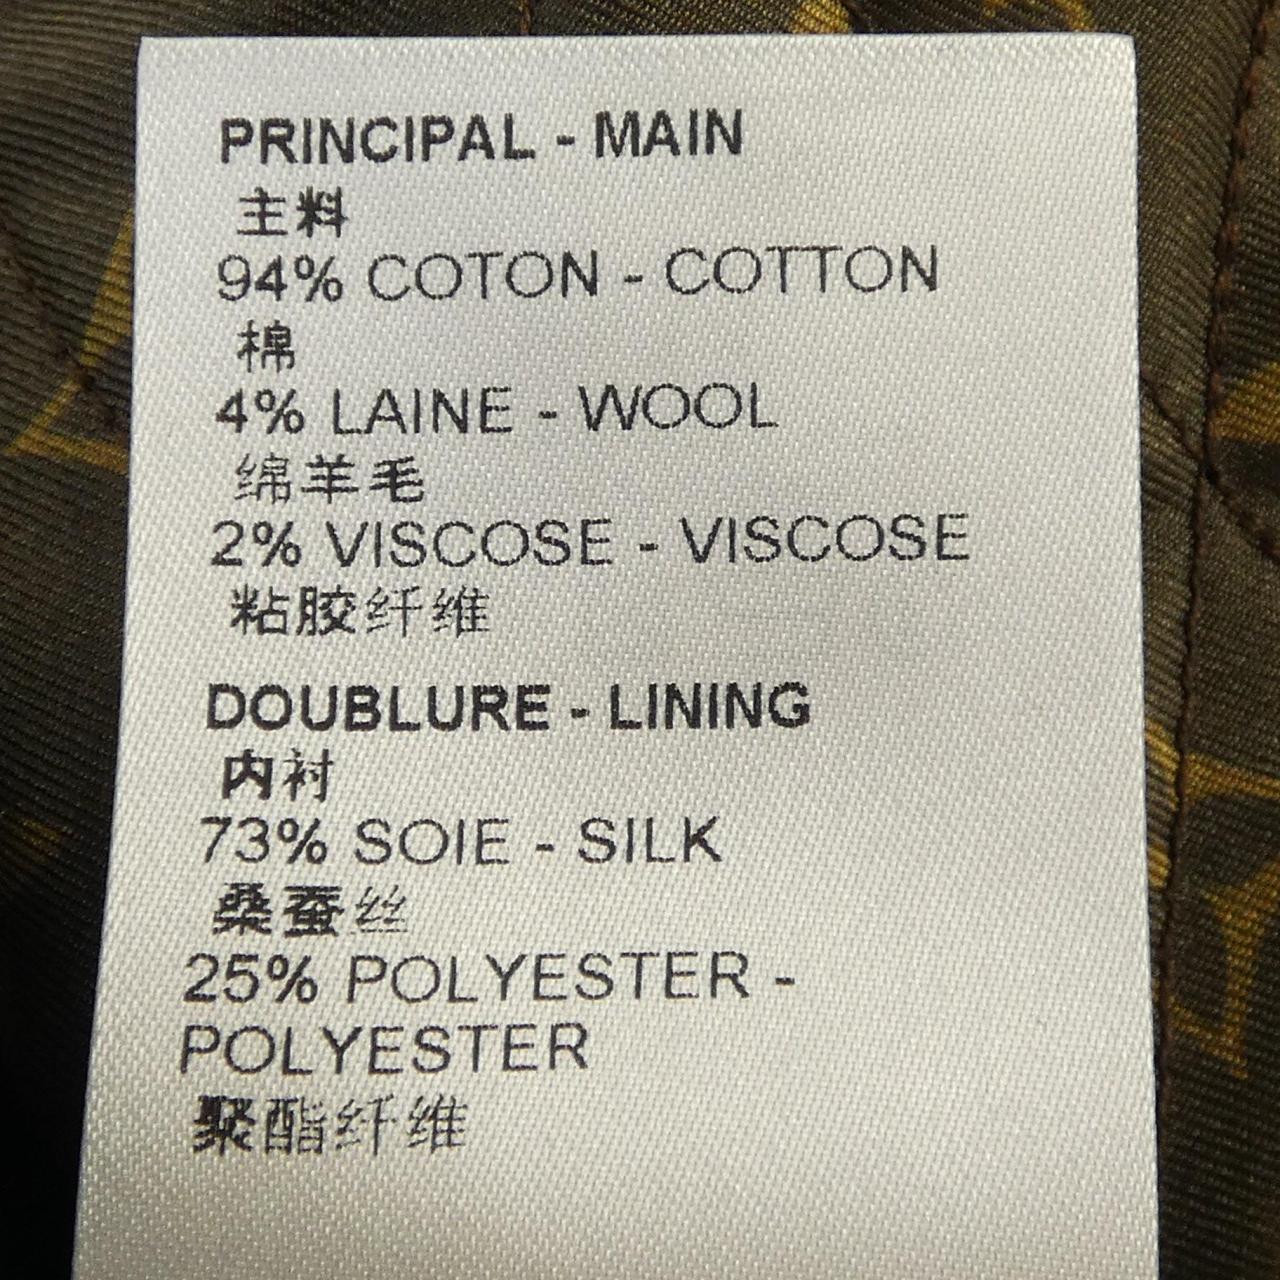 PRINCIPAL - MAIN
主料
94% COTON - COTTON
棉
4% LAINE - WOOL
绵羊毛
2% VISCOSE - VISCOSE
粘胶纤维
DOUBLURE - LINING
内衬
73% SOIE - SILK
桑蚕丝
25% POLYESTER -
POLYESTER
聚酯纤维